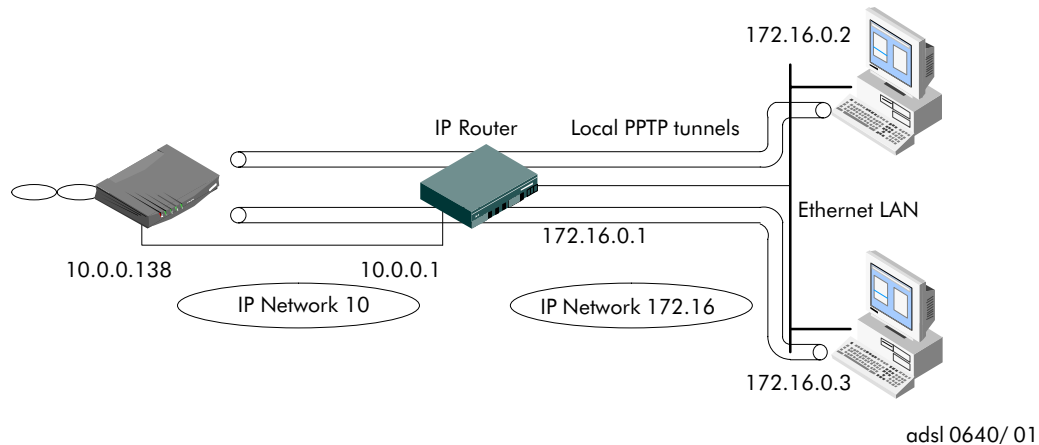 172.16.0.2
IP Router
Local PPTP tunnels
Ethernet LAN
172.16.0.1
10.0.0.138
10.0.0.1
IP Network 10
IP Network 172.16
172.16.0.3
adsl 0640/ 01